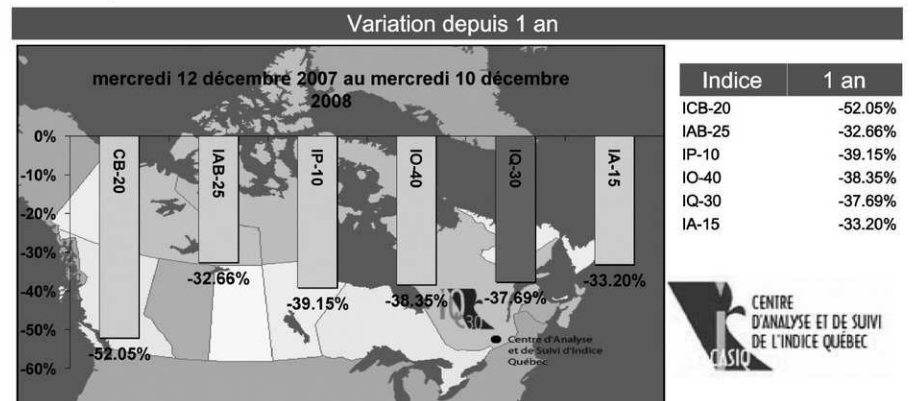 Variation depuis 1 an
mercredi 12 décembre 2007 au mercredi 10 décembre
2008
0%
-10%
-20%
-30%
-40%
-50%
-60%
CB-20
IAB-25
IP-10
IO-40
IQ-30
IA-15
-52.05%
-32.66%
-39.15%
-38.35%
-37.69%
-33.20%
IQ
30
Centre d'Analyse
et de Suivi d'Indice
Québec
Indice 1 an
ICB-20 -52.05%
IAB-25 -32.66%
IP-10 -39.15%
IO-40 -38.35%
IQ-30 -37.69%
IA-15 -33.20%
CASIQ
CENTRE
D'ANALYSE ET DE SUIVI
DE L'INDICE QUÉBEC